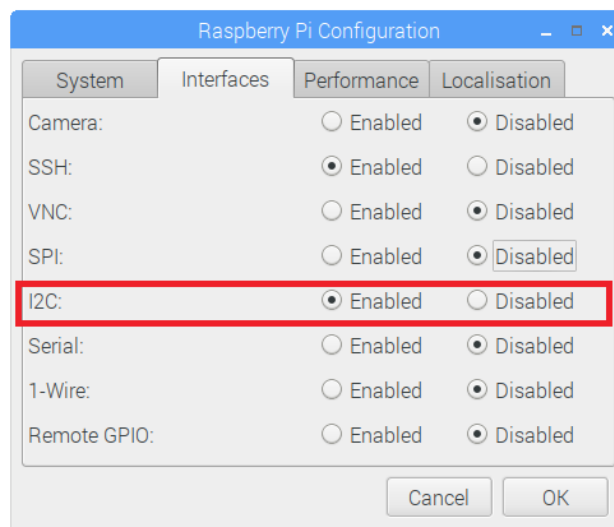 Raspberry Pi Configuration
System Interfaces Performance Localisation
Camera: Enabled Disabled
SSH: Enabled Disabled
VNC: Enabled Disabled
SPI: Enabled Disabled
I2C: Enabled Disabled
Serial: Enabled Disabled
1-Wire: Enabled Disabled
Remote GPIO: Enabled Disabled
Cancel OK